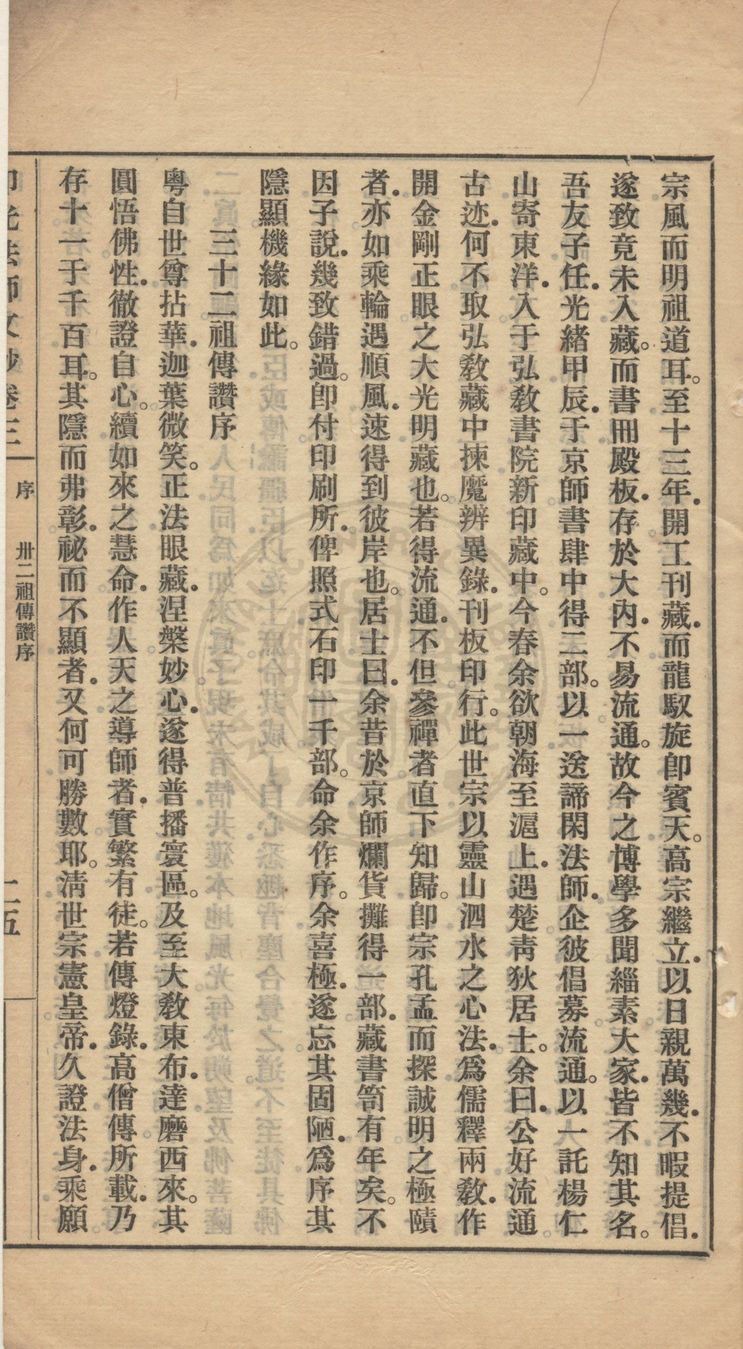 宗風而明祖道耳。至十三年，開工刊藏，而龍馭旋即賓天。高宗繼立，以日親萬幾，不暇提倡，
遂致竟未入藏。而書冊殿板，存於大內，不易流通。故今之博學多聞緇素大家，皆不知其名。
吾友子任，光緒甲辰，于京師書肆中得二部。以一途諦閑法師，企彼倡募流通。以一託楊仁
山寄東洋，入于弘教書院新印藏中。今春余欲朝海至滬上，遇楚青狄居士。余曰，公好流通
古迹，何不取弘教藏中揀魔辨異錄，刊板印行。此世宗以靈山泗水之心法，為儒釋兩教，作
開金剛正眼之大光明藏也。若得流通，不但參禪者直下知歸，即宗孔孟而探誠明之極賾
者，亦如乘輪遇順風，速得到彼岸也。居士曰，余昔於京師爛貨攤得一部，藏書笥有年矣。不
因子說，幾致錯過。即付印刷所，俾照式石印一千部。命余作序。余喜極，遂忘其固陋，為序其
隱顯機緣如此。
三十二祖傳讚序
粵自世尊拈華，迦葉微笑。正法眼藏，涅槃妙心，遂得普播寰區。及至大教東布，達磨西來。其
圓悟佛性，徹證自心，續如來之慧命，作人天之導師者，實繁有徒。若傳燈錄，高僧傳所載，乃
存十一于千百耳。其隱而弗彰，祕而不顯者，又何可勝數耶。清世宗憲皇帝，久證法身，乘願
印光法師文鈔卷三 序 卅二祖傳讚序 二五